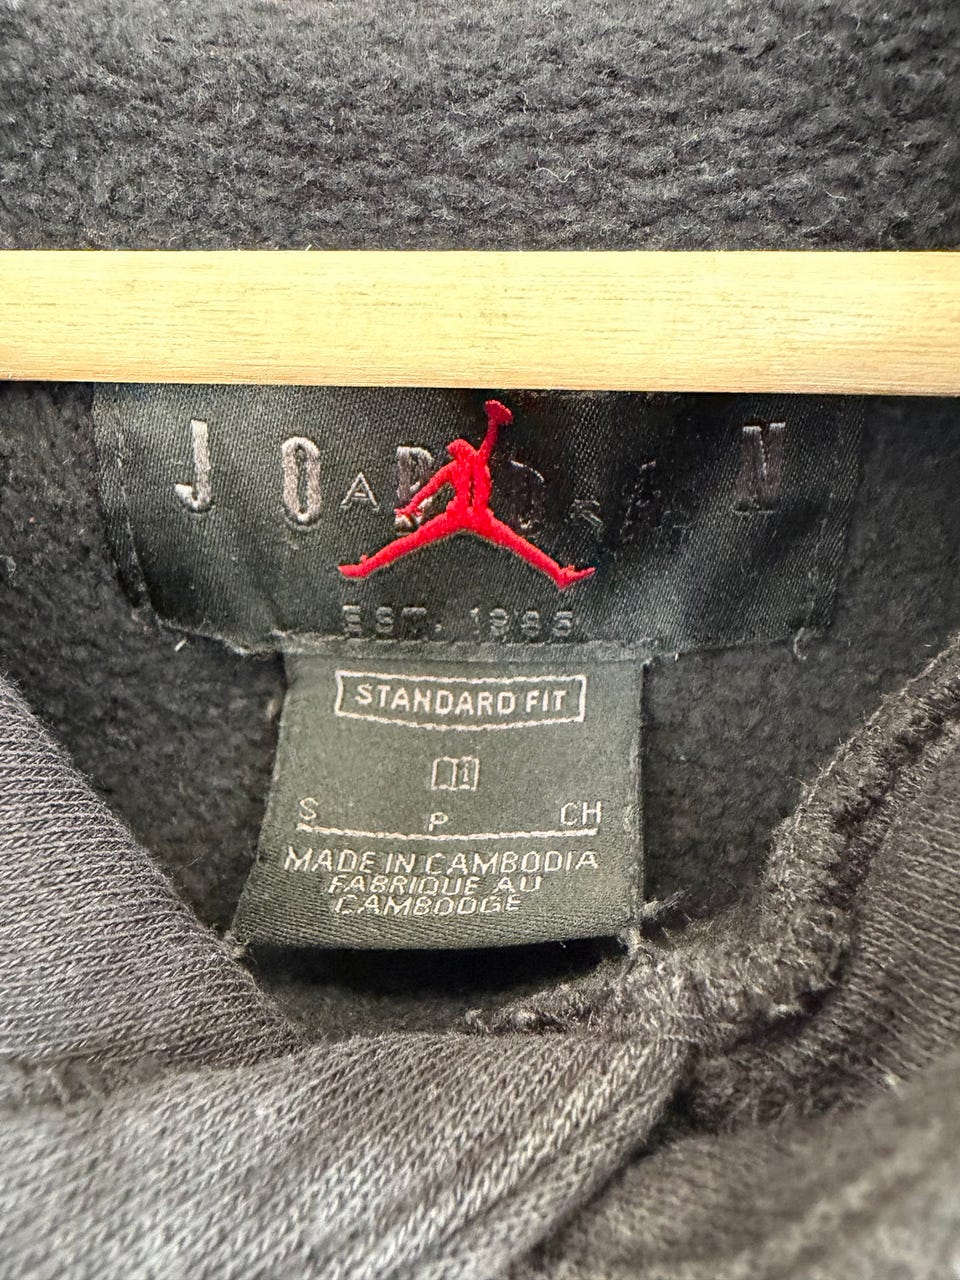 JORDAN
EST. 1985
STANDARD FIT
S P CH
MADE IN CAMBODIA
FABRIQUE AU
CAMBODGE